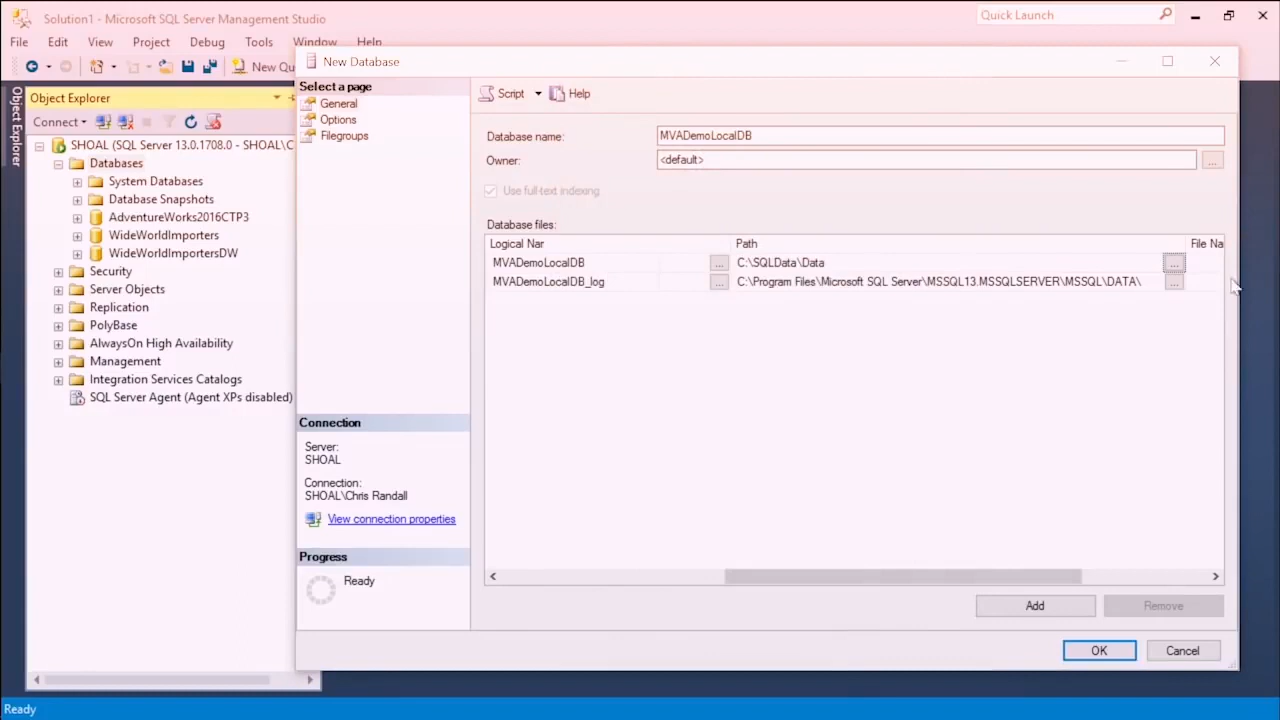 Solution1 - Microsoft SQL Server Management Studio
Quick Launch
File Edit View Project Debug Tools Window Help
New Qu
Object Explorer
Object Explorer
Connect
SHOAL (SQL Server 13.0.1708.0 - SHOAL\C
Databases
System Databases
Database Snapshots
AdventureWorks2016CTP3
WideWorldImporters
WideWorldImportersDW
Security
Server Objects
Replication
PolyBase
AlwaysOn High Availability
Management
Integration Services Catalogs
SQL Server Agent (Agent XPs disabled)
New Database
Select a page
General
Options
Filegroups
Connection
Server:
SHOAL
Connection:
SHOAL\Chris Randall
View connection properties
Progress
Ready
Script Help
Database name: MVADemoLocalDB
Owner: <default> ...
Use full-text indexing
Database files:
Logical Nar Path File Na
MVADemoLocalDB ... C:\SQLData\Data ...
MVADemoLocalDB_log ... C:\Program Files\Microsoft SQL Server\MSSQL13.MSSQLSERVER\MSSQL\DATA\ ...
Add Remove
OK Cancel
Ready